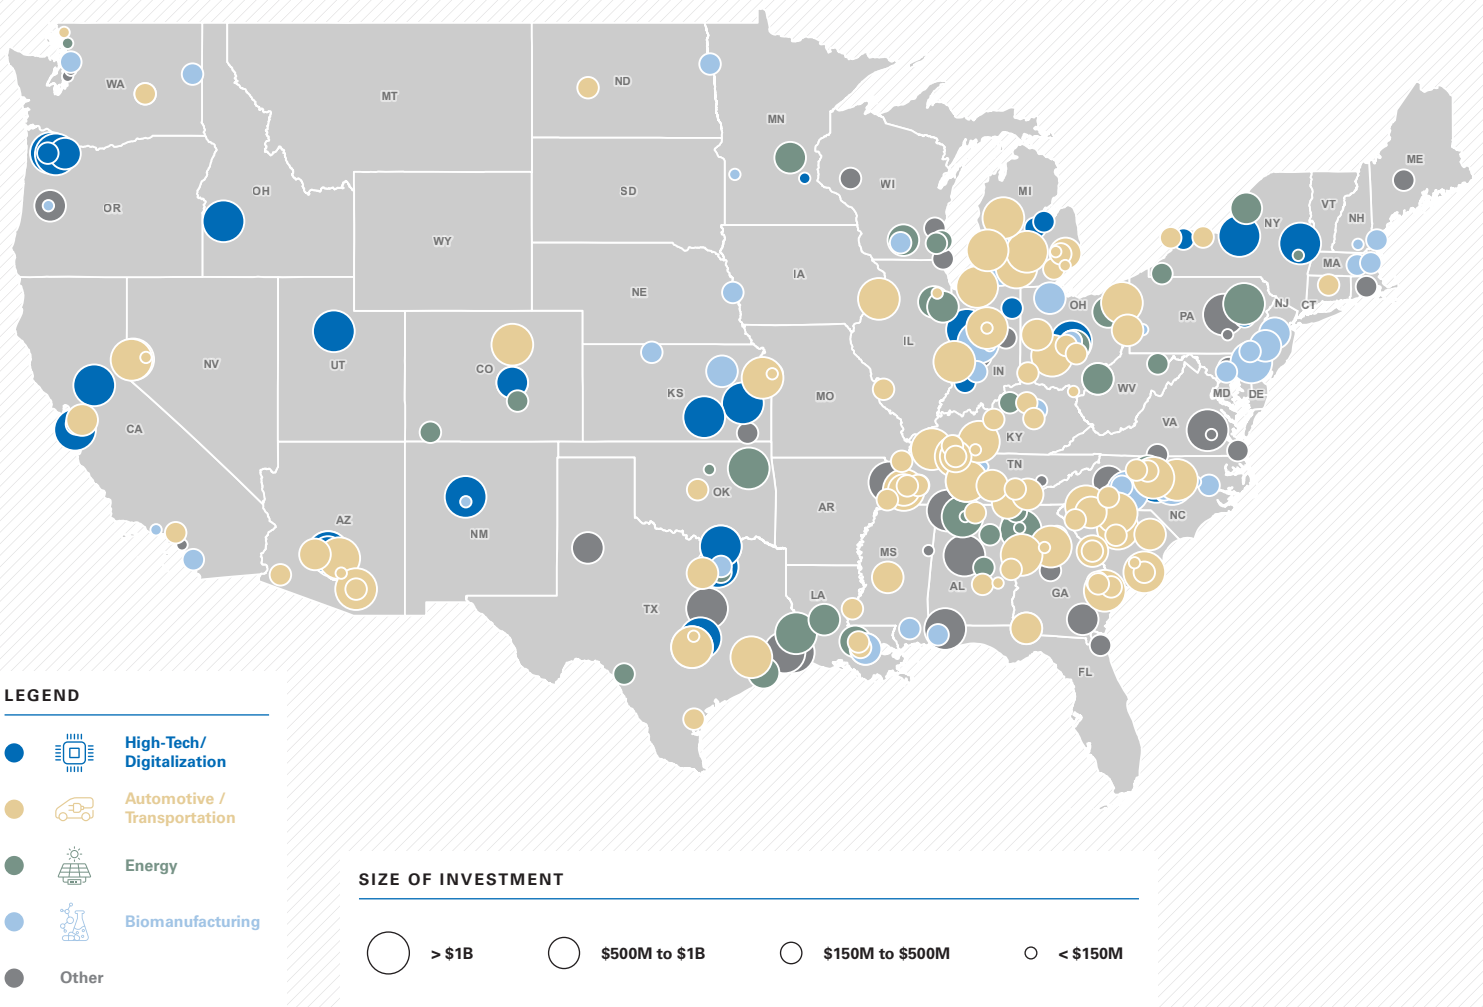 WA
MT
ND
MN
ME
WI
MI
OH
SD
OR
VT
NH
NY
WY
IA
MA
NE
OH
NJ
CT
PA
IL
NV
UT
CO
IN
WV
MD
DE
KS
MO
CA
VA
KY
TN
OK
AR
NC
AZ
NM
MS
AL
GA
LA
TX
FL
LEGEND
High-Tech/
Digitalization
Automotive /
Transportation
Energy
Biomanufacturing
Other
SIZE OF INVESTMENT
> $1B
$500M to $1B
$150M to $500M
< $150M